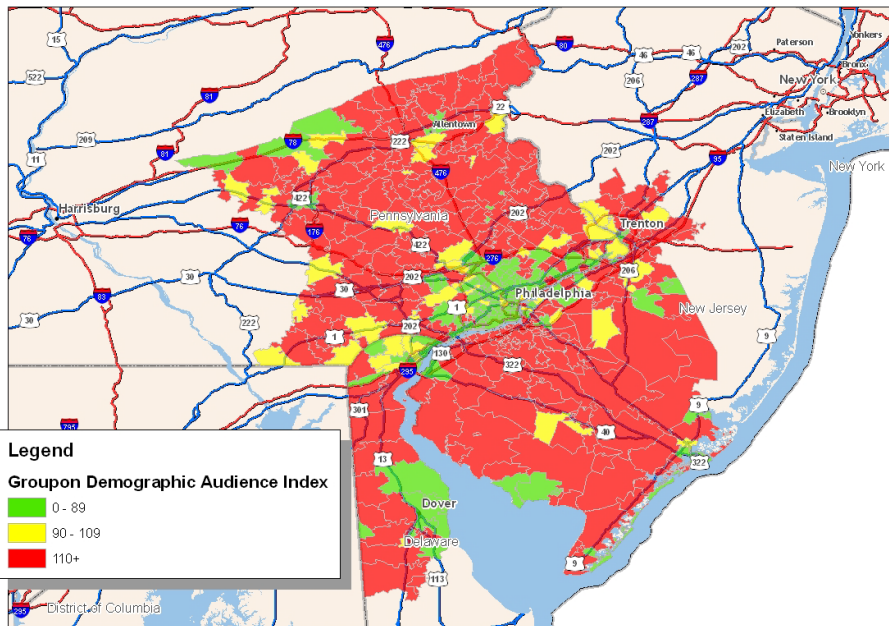 476
80
15
46
46
202
Paterson
Yonkers
522
206
Bronx
81
287
New York
22
Elizabeth
Brooklyn
209
78
Allentown
287
Staten Island
222
11
81
202
95
476
New York
422
Harrisburg
Pennsylvania
202
Trenton
76
76
176
422
276
206
30
202
30
Philadelphia
83
1
New Jersey
30
222
1
202
9
130
322
295
301
9
795
40
Legend
13
322
Groupon Demographic Audience Index
0 - 89
Dover
90 - 109
Delaware
110+
9
113
295
District of Columbia